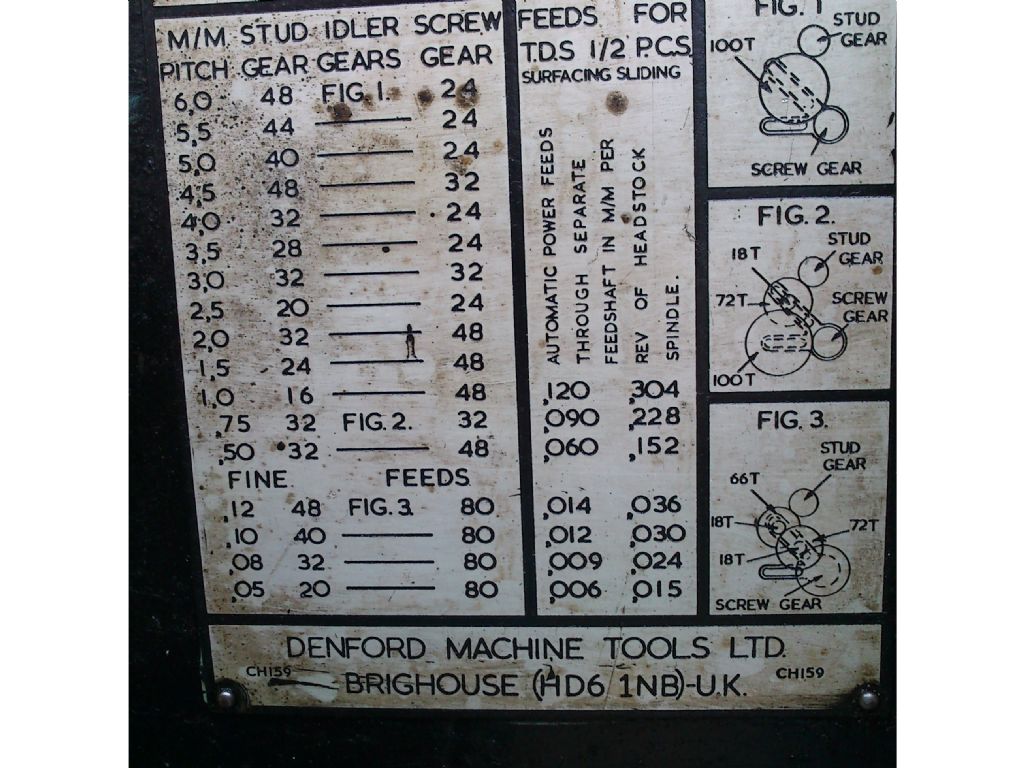 M/M STUD IDLER SCREW
PITCH GEAR GEARS GEAR
6,0 48 FIG 1. 24
5,5 44 24
5,0 40 24
4,5 48 32
4,0 32 24
3,5 28 24
3,0 32 32
2,5 20 24
2,0 32 48
1,5 24 48
1,0 16 48
,75 32 FIG. 2. 32
,50 32 48
FINE FEEDS
,12 48 FIG. 3. 80
,10 40 80
,08 32 80
,05 20 80
FEEDS FOR
T.D.S 1/2 P.C.S.
SURFACING SLIDING
AUTOMATIC POWER FEEDS
THROUGH SEPARATE
FEEDSHAFT IN M/M PER
REV OF HEADSTOCK
SPINDLE.
,120 ,304
,090 ,228
,060 ,152
,014 ,036
,012 ,030
,009 ,024
,006 ,015
FIG. 1
STUD
GEAR
100T
SCREW GEAR
FIG. 2.
STUD
GEAR
18T
72T
SCREW
GEAR
100T
FIG. 3.
STUD
GEAR
66T
18T
72T
18T
SCREW GEAR
DENFORD MACHINE TOOLS LTD.
CH159 CH159
BRIGHOUSE (HD6 1NB)-U.K.